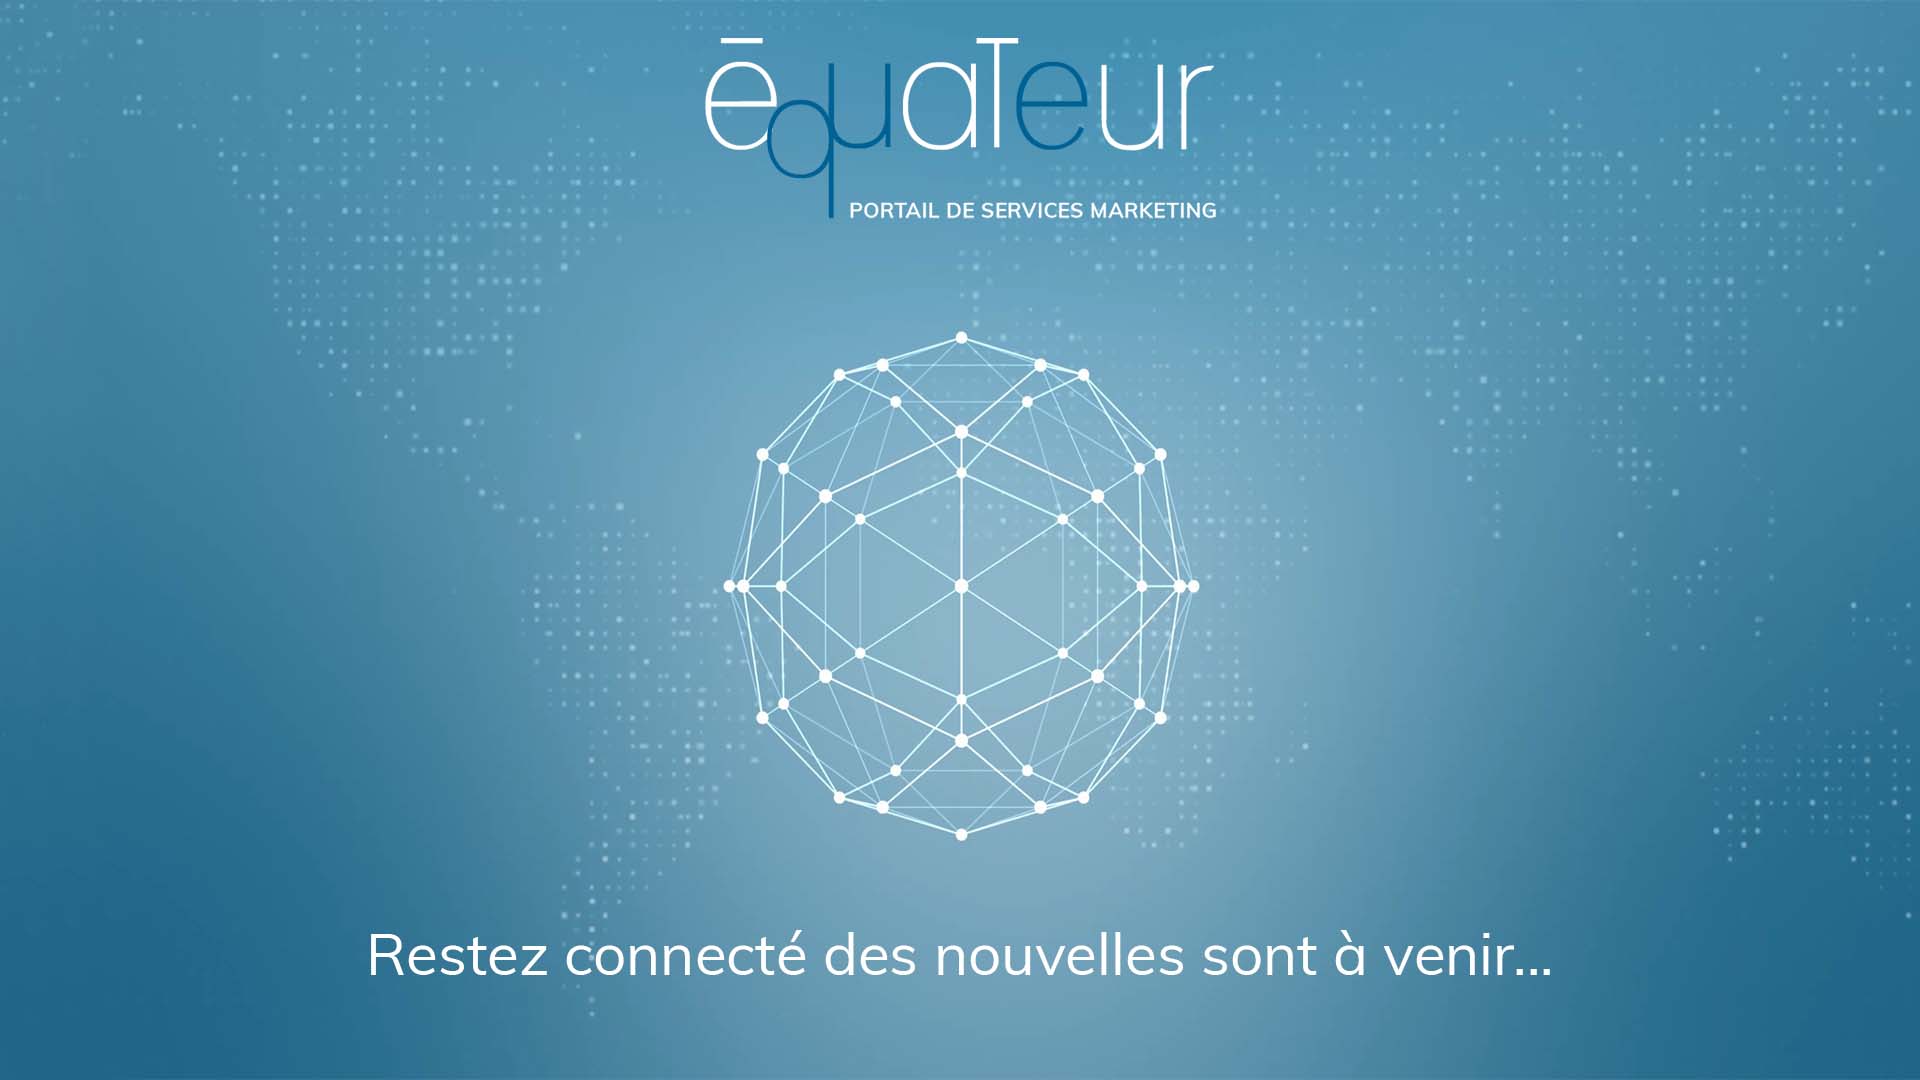 ēquaTeur
PORTAIL DE SERVICES MARKETING
Restez connecté des nouvelles sont à venir...